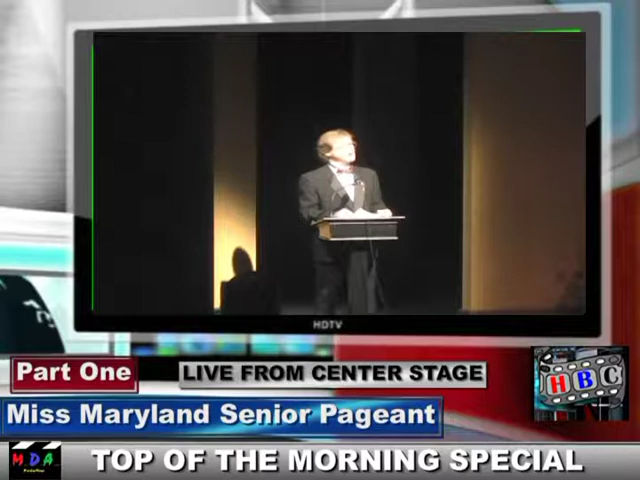 HDTV
Part One
LIVE FROM CENTER STAGE
HBC
Miss Maryland Senior Pageant
MDA
TOP OF THE MORNING SPECIAL